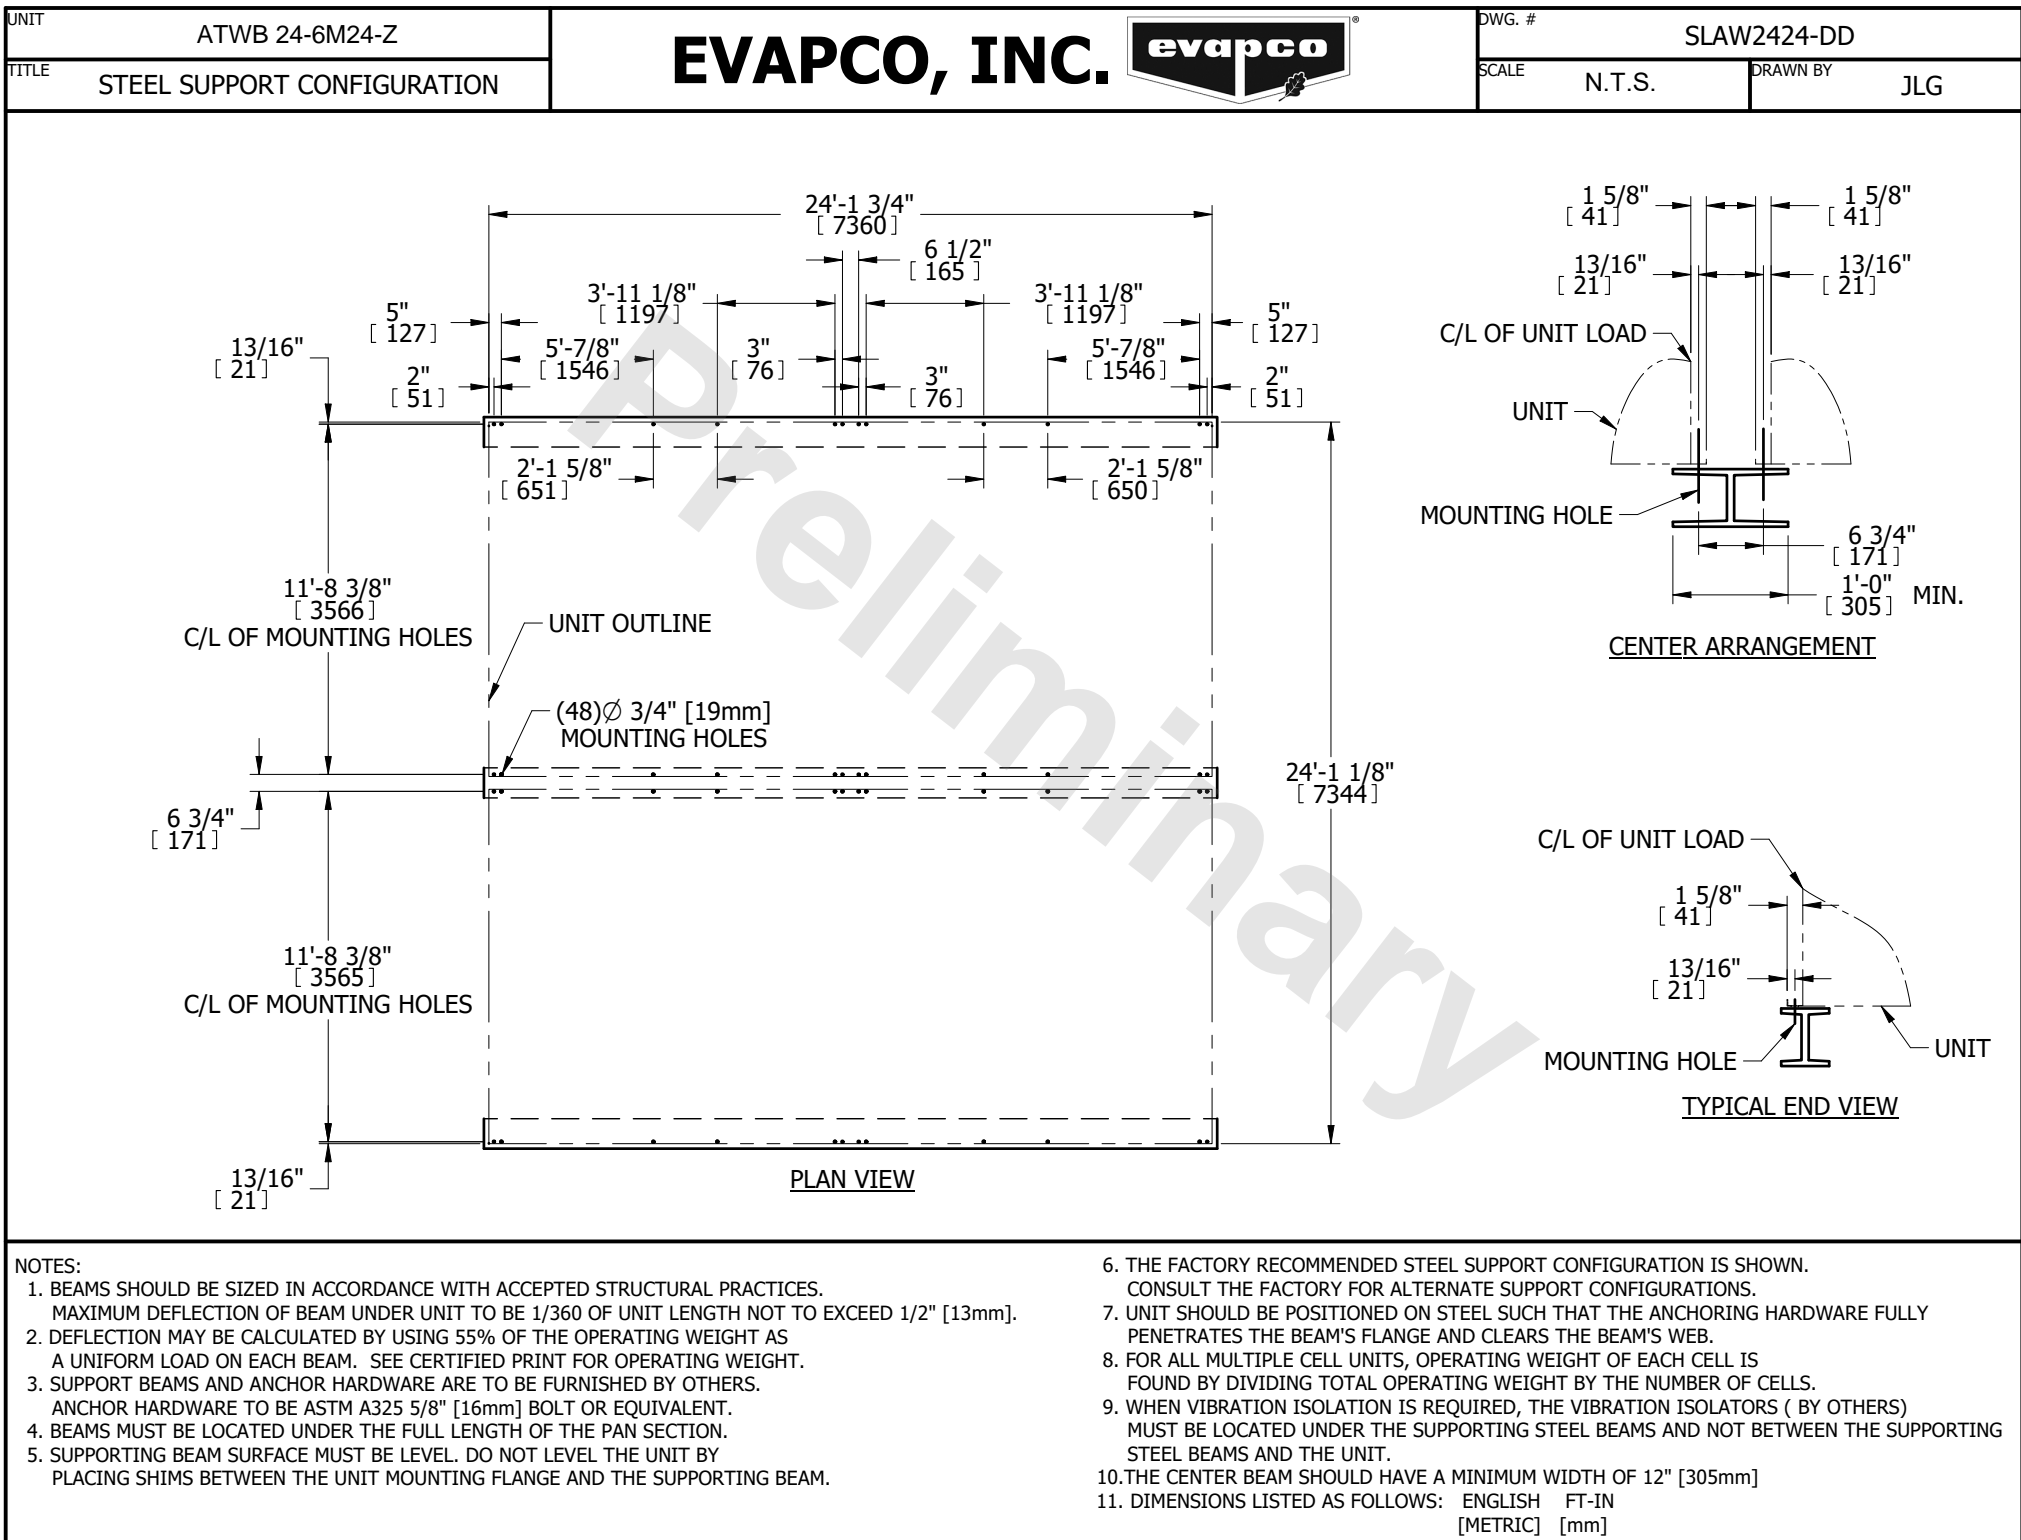 UNIT
ATWB 24-6M24-Z
TITLE
STEEL SUPPORT CONFIGURATION
EVAPCO, INC.
evapco
®
DWG. #
SLAW2424-DD
SCALE
N.T.S.
DRAWN BY
JLG
24'-1 3/4"
[ 7360 ]
6 1/2"
[ 165 ]
3'-11 1/8"
[ 1197 ]
3'-11 1/8"
[ 1197 ]
5"
[ 127 ]
5"
[ 127 ]
13/16"
[ 21 ]
5'-7/8"
[ 1546 ]
3"
[ 76 ]
5'-7/8"
[ 1546 ]
2"
[ 51 ]
3"
[ 76 ]
2"
[ 51 ]
2'-1 5/8"
[ 651 ]
2'-1 5/8"
[ 650 ]
11'-8 3/8"
[ 3566 ]
C/L OF MOUNTING HOLES
UNIT OUTLINE
(48)Ø 3/4" [19mm]
MOUNTING HOLES
6 3/4"
[ 171 ]
24'-1 1/8"
[ 7344 ]
11'-8 3/8"
[ 3565 ]
C/L OF MOUNTING HOLES
13/16"
[ 21 ]
PLAN VIEW
Preliminary
1 5/8"
[ 41 ]
1 5/8"
[ 41 ]
13/16"
[ 21 ]
13/16"
[ 21 ]
C/L OF UNIT LOAD
UNIT
MOUNTING HOLE
6 3/4"
[ 171 ]
1'-0"
[ 305 ] MIN.
CENTER ARRANGEMENT
C/L OF UNIT LOAD
1 5/8"
[ 41 ]
13/16"
[ 21 ]
MOUNTING HOLE
UNIT
TYPICAL END VIEW
NOTES:
1. BEAMS SHOULD BE SIZED IN ACCORDANCE WITH ACCEPTED STRUCTURAL PRACTICES.
MAXIMUM DEFLECTION OF BEAM UNDER UNIT TO BE 1/360 OF UNIT LENGTH NOT TO EXCEED 1/2" [13mm].
2. DEFLECTION MAY BE CALCULATED BY USING 55% OF THE OPERATING WEIGHT AS
A UNIFORM LOAD ON EACH BEAM. SEE CERTIFIED PRINT FOR OPERATING WEIGHT.
3. SUPPORT BEAMS AND ANCHOR HARDWARE ARE TO BE FURNISHED BY OTHERS.
ANCHOR HARDWARE TO BE ASTM A325 5/8" [16mm] BOLT OR EQUIVALENT.
4. BEAMS MUST BE LOCATED UNDER THE FULL LENGTH OF THE PAN SECTION.
5. SUPPORTING BEAM SURFACE MUST BE LEVEL. DO NOT LEVEL THE UNIT BY
PLACING SHIMS BETWEEN THE UNIT MOUNTING FLANGE AND THE SUPPORTING BEAM.
6. THE FACTORY RECOMMENDED STEEL SUPPORT CONFIGURATION IS SHOWN.
CONSULT THE FACTORY FOR ALTERNATE SUPPORT CONFIGURATIONS.
7. UNIT SHOULD BE POSITIONED ON STEEL SUCH THAT THE ANCHORING HARDWARE FULLY
PENETRATES THE BEAM'S FLANGE AND CLEARS THE BEAM'S WEB.
8. FOR ALL MULTIPLE CELL UNITS, OPERATING WEIGHT OF EACH CELL IS
FOUND BY DIVIDING TOTAL OPERATING WEIGHT BY THE NUMBER OF CELLS.
9. WHEN VIBRATION ISOLATION IS REQUIRED, THE VIBRATION ISOLATORS ( BY OTHERS)
MUST BE LOCATED UNDER THE SUPPORTING STEEL BEAMS AND NOT BETWEEN THE SUPPORTING
STEEL BEAMS AND THE UNIT.
10.THE CENTER BEAM SHOULD HAVE A MINIMUM WIDTH OF 12" [305mm]
11. DIMENSIONS LISTED AS FOLLOWS: ENGLISH FT-IN
[METRIC] [mm]